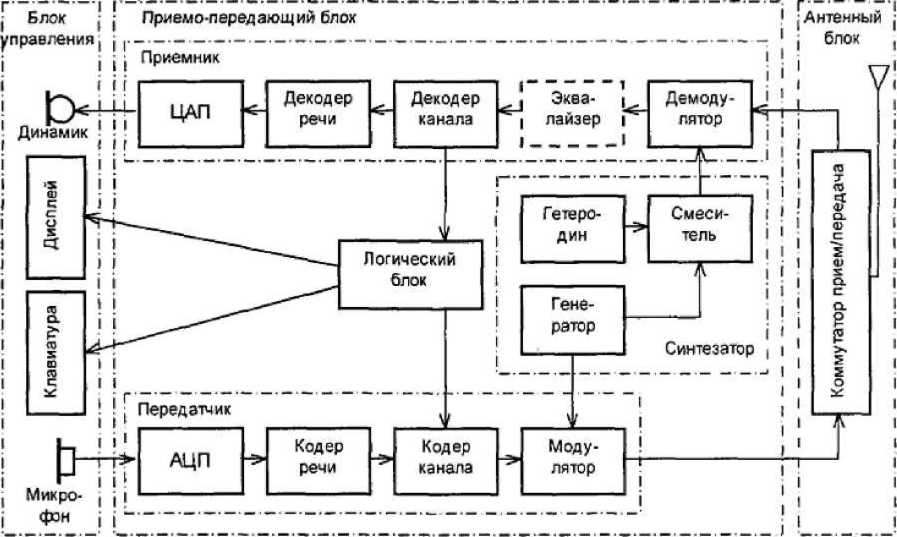 Блок
управления
Приемо-передающий блок
Антенный
блок
Приемник
Динамик
ЦАП
Декодер
речи
Декодер
канала
Эква-
лайзер
Демоду-
лятор
Дисплей
Клавиатура
Логический
блок
Гетеро-
дин
Смеси-
тель
Гене-
ратор
Синтезатор
Коммутатор прием/передача
Передатчик
Микро-
фон
АЦП
Кодер
речи
Кодер
канала
Моду-
лятор